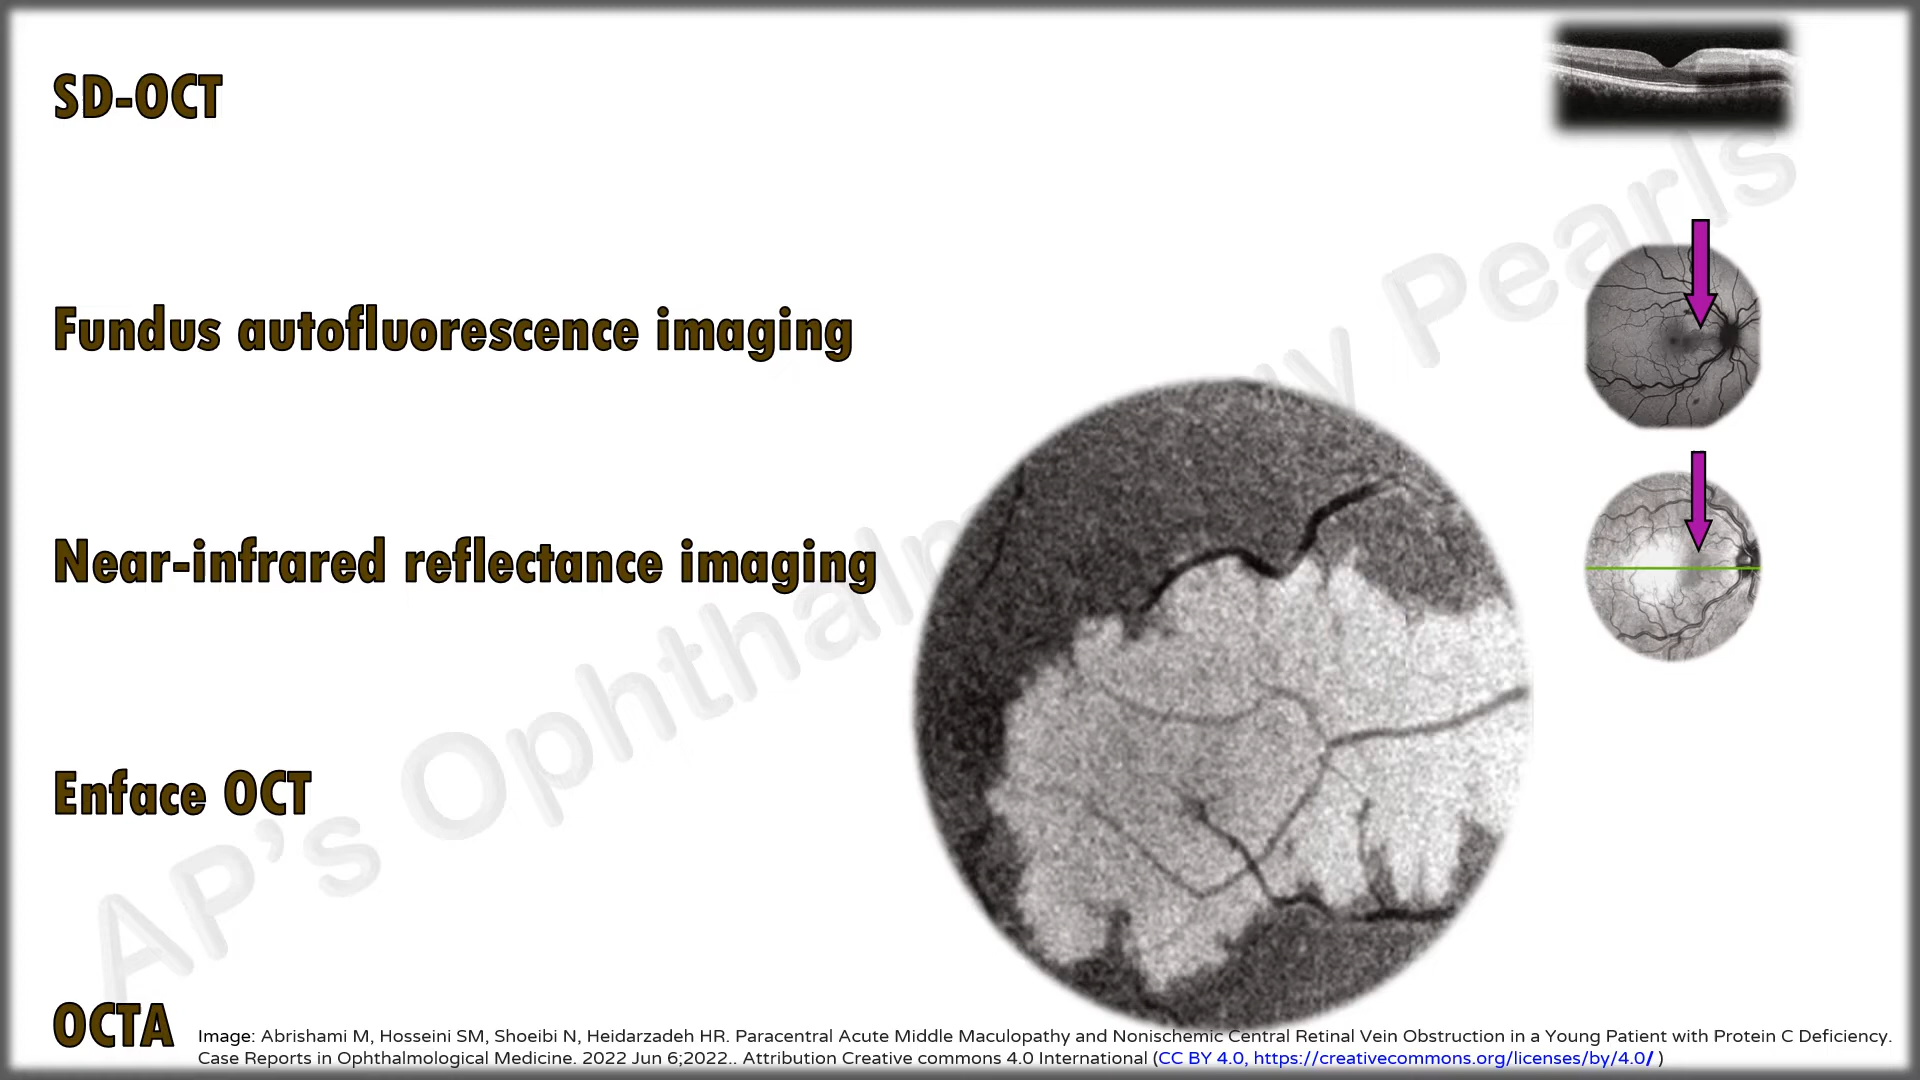 SD-OCT
Fundus autofluorescence imaging
Near-infrared reflectance imaging
Enface OCT
OCTA
Image: Abrishami M, Hosseini SM, Shoeibi N, Heidarzadeh HR. Paracentral Acute Middle Maculopathy and Nonischemic Central Retinal Vein Obstruction in a Young Patient with Protein C Deficiency.
Case Reports in Ophthalmological Medicine. 2022 Jun 6;2022.. Attribution Creative commons 4.0 International (CC BY 4.0, https://creativecommons.org/licenses/by/4.0/ )
AP's Ophthalm y Pearls